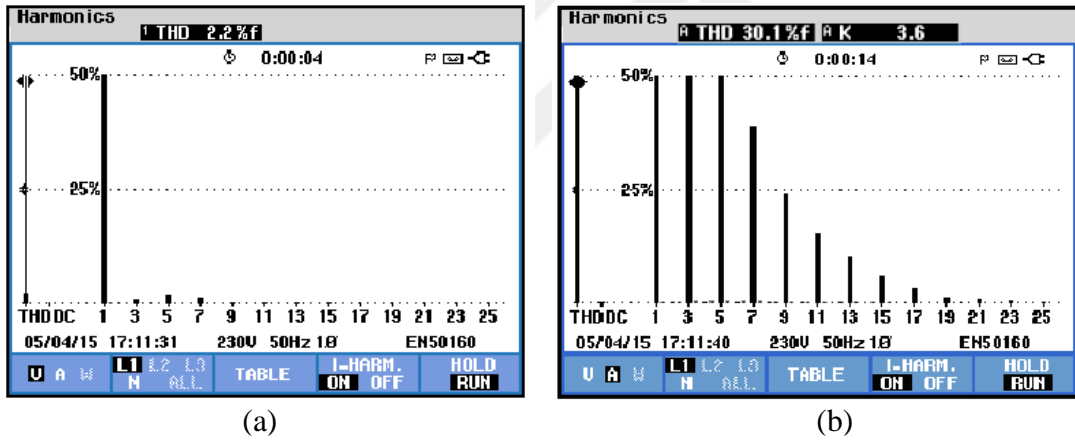 Harmonics
1 THD 2.2%f
0:00:04
50%
25%
THD DC 1 3 5 7 9 11 13 15 17 19 21 23 25
05/04/15 17:11:31 230V 50Hz 1Ø EN50160
V A W L1 L2 L3 N ALL TABLE I-HARM. ON OFF HOLD RUN
(a)
Harmonics
A THD 30.1%f A K 3.6
0:00:14
50%
25%
THD DC 1 3 5 7 9 11 13 15 17 19 21 23 25
05/04/15 17:11:40 230V 50Hz 1Ø EN50160
V A W L1 L2 L3 N ALL TABLE I-HARM. ON OFF HOLD RUN
(b)